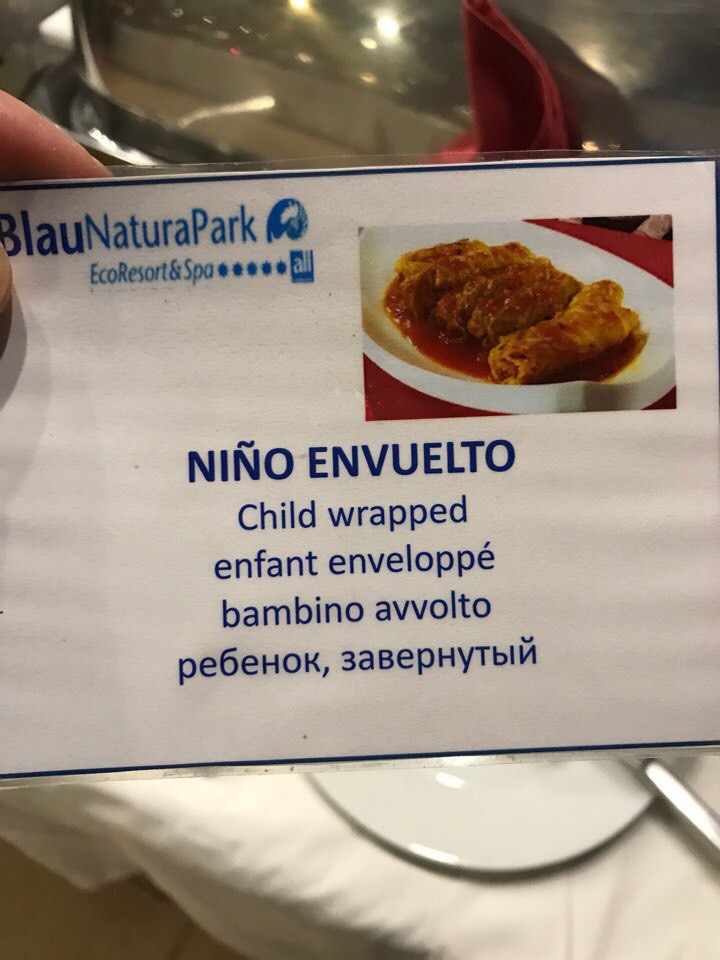 BlauNaturaPark
EcoResort&Spa
all
NIÑO ENVUELTO
Child wrapped
enfant enveloppé
bambino avvolto
ребенок, завернутый